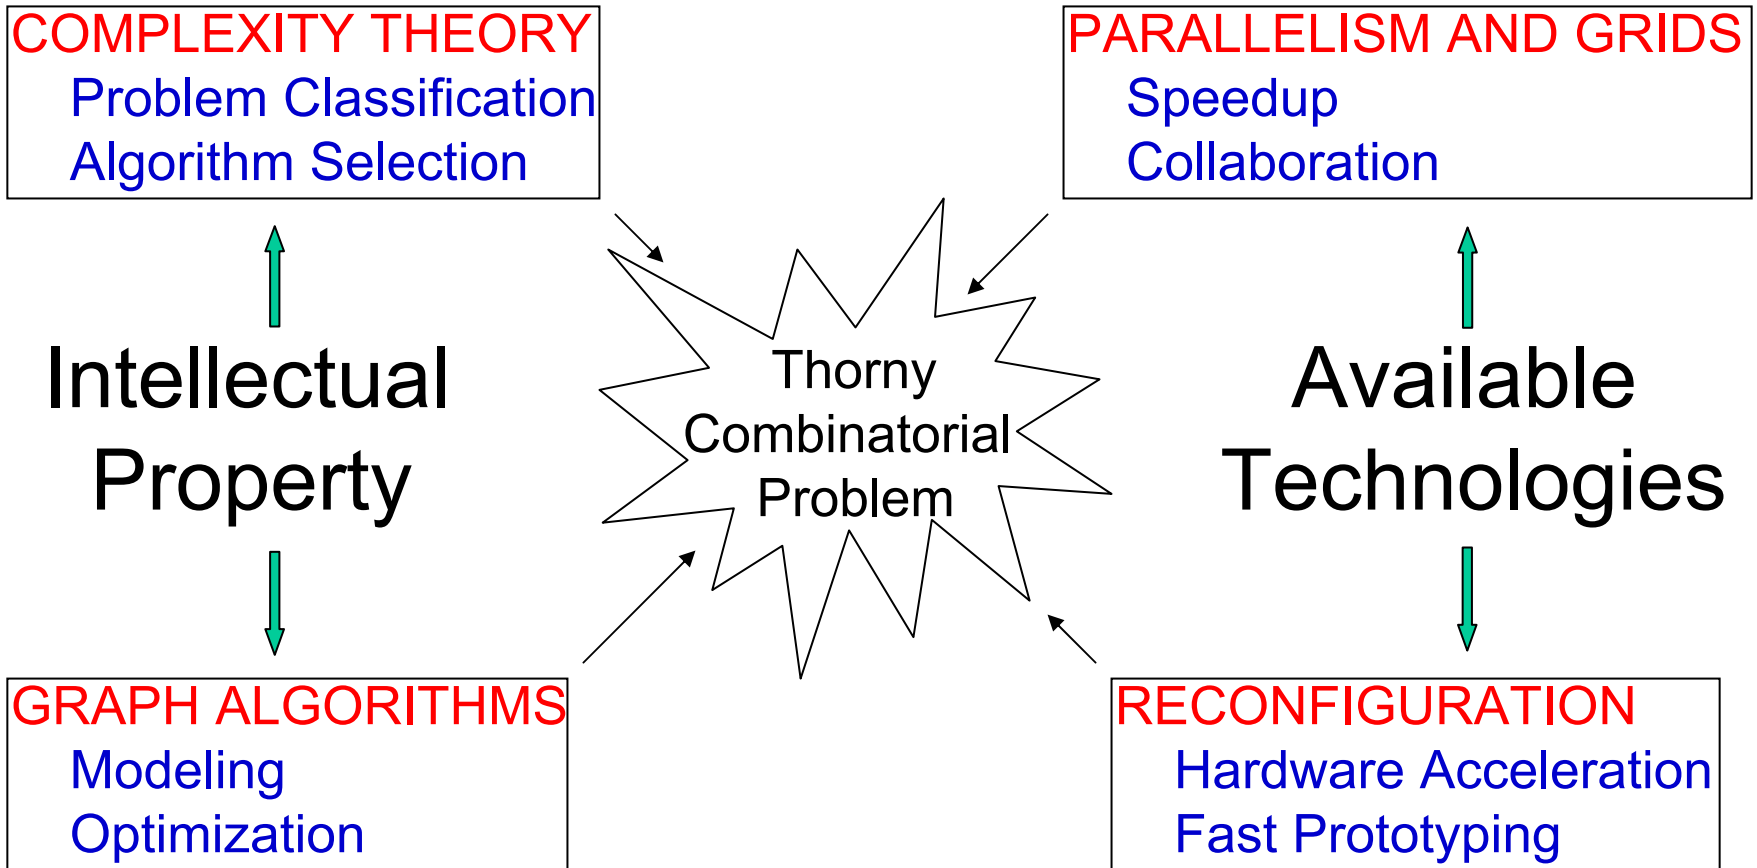 COMPLEXITY THEORY
Problem Classification
Algorithm Selection
PARALLELISM AND GRIDS
Speedup
Collaboration
Intellectual
Property
Thorny
Combinatorial
Problem
Available
Technologies
GRAPH ALGORITHMS
Modeling
Optimization
RECONFIGURATION
Hardware Acceleration
Fast Prototyping